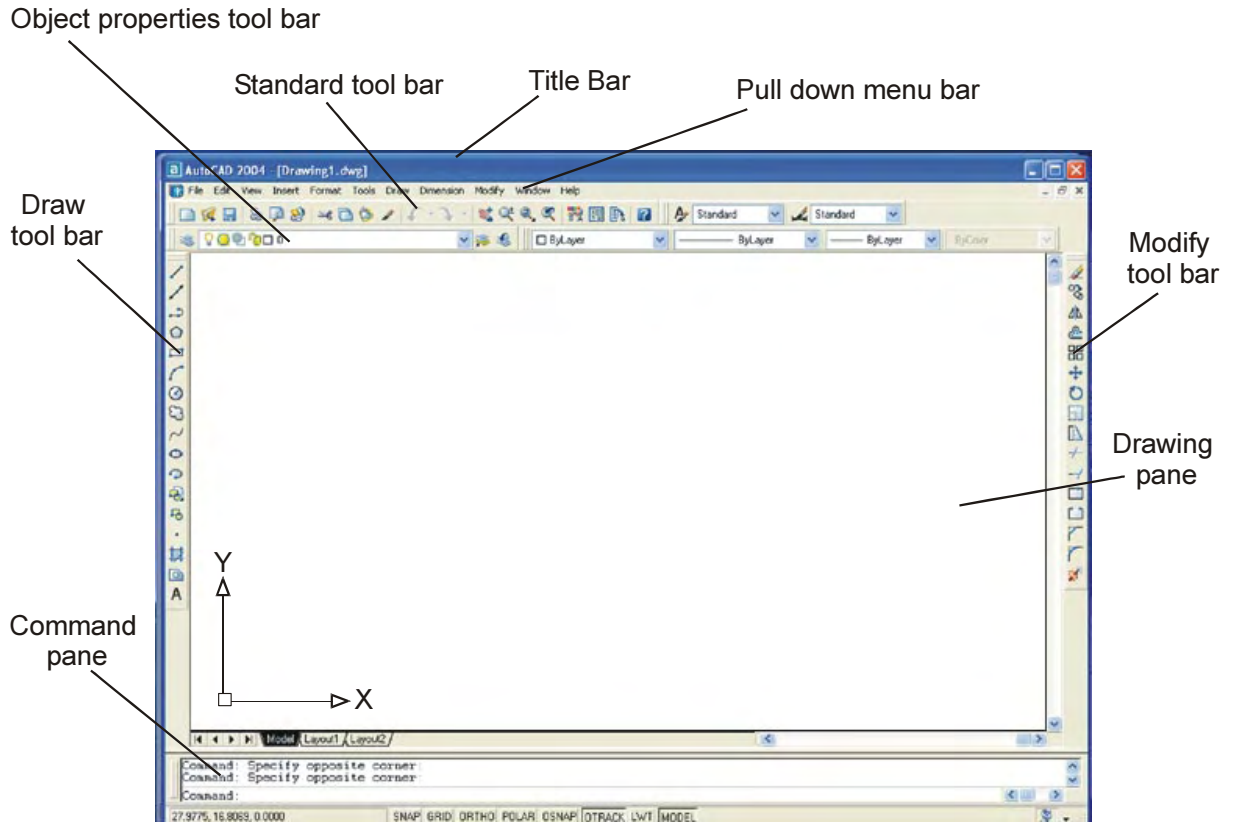 Object properties tool bar
Standard tool bar
Title Bar
Pull down menu bar
AutoCAD 2004 - [Drawing1.dwg]
File Edit View Insert Format Tools Draw Dimension Modify Window Help
Standard
Standard
ByLayer
ByLayer
ByLayer
ByColor
Draw
tool bar
Modify
tool bar
Drawing
pane
A
Y
X
Command
pane
Model Layout1 Layout2
Command: Specify opposite corner:
Command: Specify opposite corner:
Command:
27.9775, 16.8069, 0.0000
SNAP GRID ORTHO POLAR OSNAP OTRACK LWT MODEL